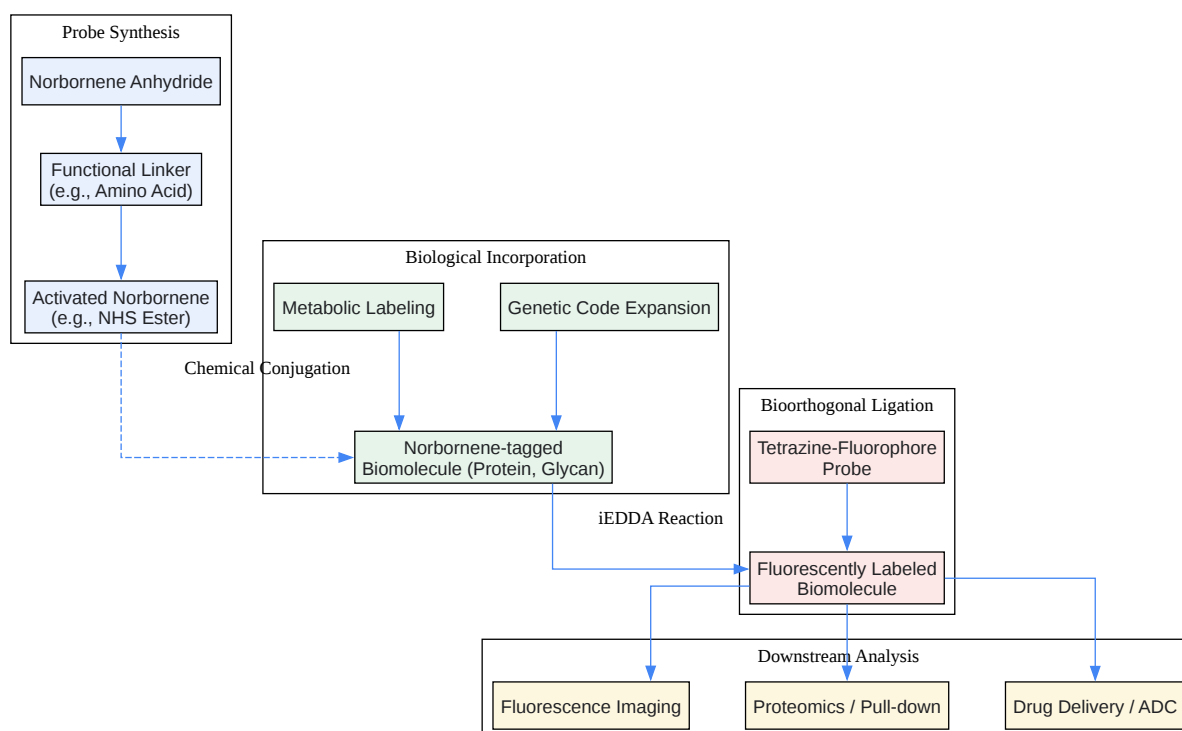 Probe Synthesis
Norbornene Anhydride
Functional Linker
(e.g., Amino Acid)
Activated Norbornene
(e.g., NHS Ester)
Chemical Conjugation
Biological Incorporation
Metabolic Labeling
Genetic Code Expansion
Norbornene-tagged
Biomolecule (Protein, Glycan)
iEDDA Reaction
Bioorthogonal Ligation
Tetrazine-Fluorophore
Probe
Fluorescently Labeled
Biomolecule
Downstream Analysis
Fluorescence Imaging
Proteomics / Pull-down
Drug Delivery / ADC